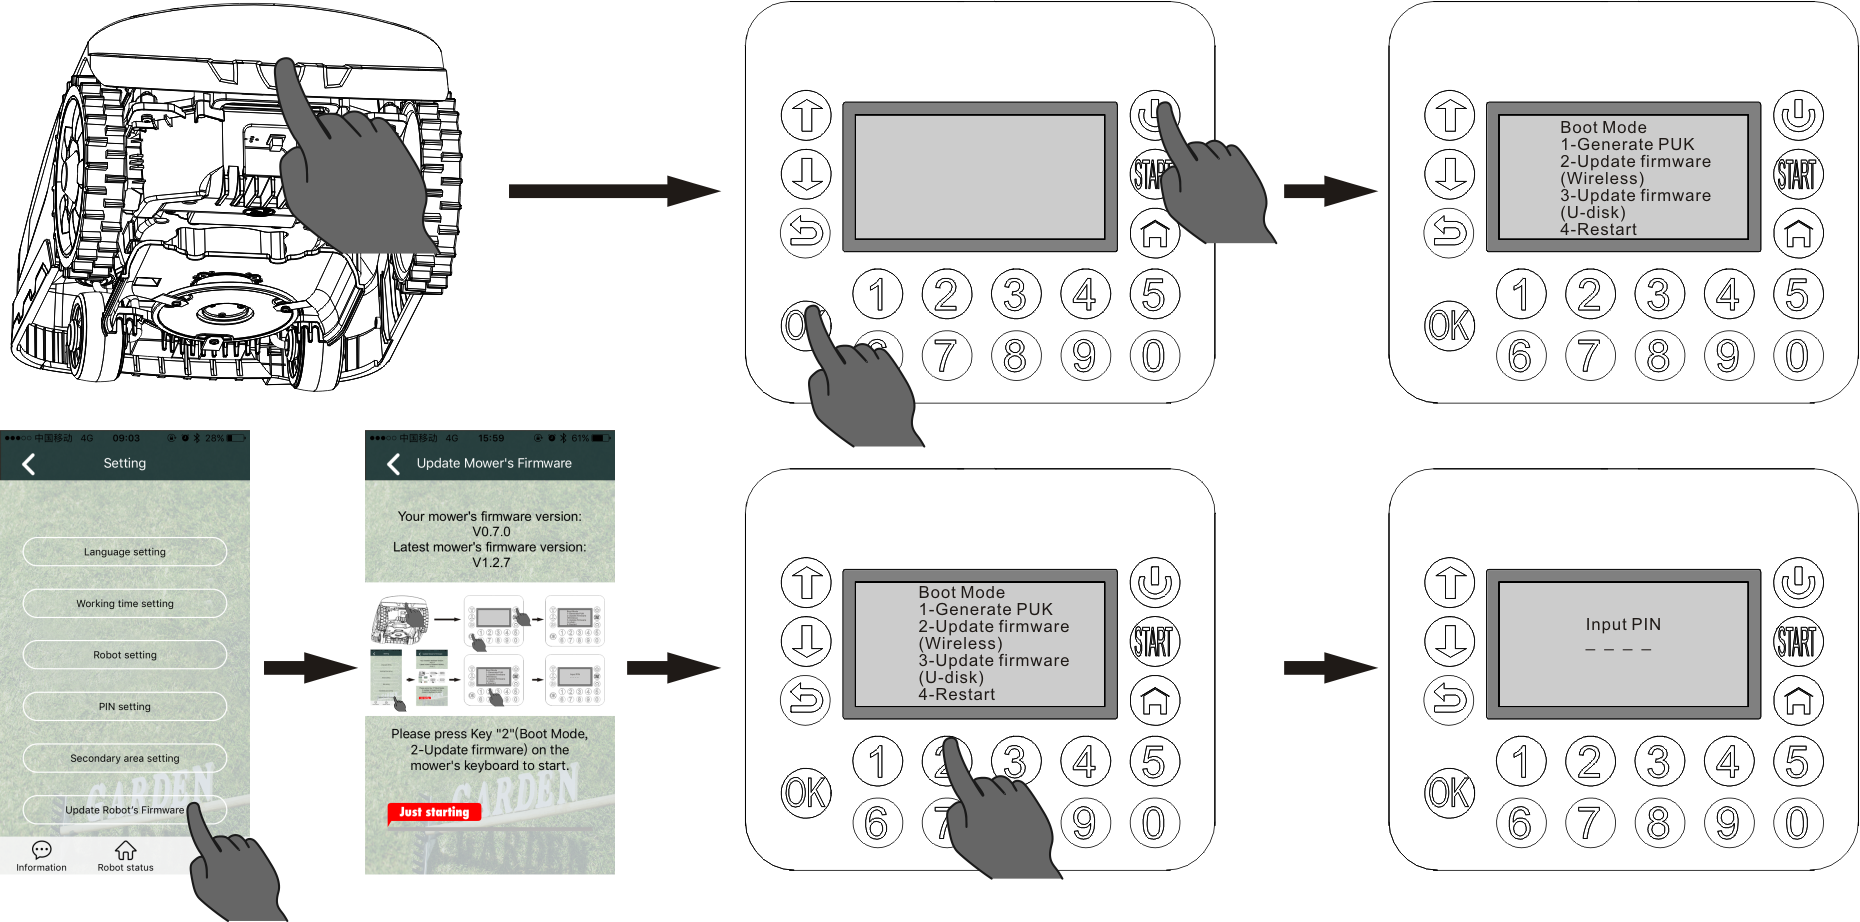 START
1 2 3 4 5
7 8 9 0
Boot Mode
1-Generate PUK
2-Update firmware
(Wireless)
3-Update firmware
(U-disk)
4-Restart
START
1 2 3 4 5
OK
6 7 8 9 0
中国移动 4G 09:03 28%
Setting
Language setting
Working time setting
Robot setting
PIN setting
Secondary area setting
GARDEN
Update Robot's Firmware
Information Robot status
中国移动 4G 15:59 61%
Update Mower's Firmware
Your mower's firmware version:
V0.7.0
Latest mower's firmware version:
V1.2.7
Please press Key "2"(Boot Mode,
2-Update firmware) on the
mower's keyboard to start.
GARDEN
Just starting
GARDEN
Boot Mode
1-Generate PUK
2-Update firmware
(Wireless)
3-Update firmware
(U-disk)
4-Restart
START
1 2 3 4 5
OK
6 7 9 0
Input PIN
_ _ _ _
START
1 2 3 4 5
OK
6 7 8 9 0